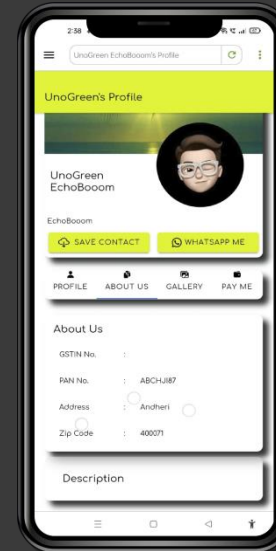 2:38
UnoGreen EchoBooom's Profile
UnoGreen's Profile
UnoGreen
EchoBooom
EchoBooom
SAVE CONTACT
WHATSAPP ME
PROFILE ABOUT US GALLERY PAY ME
About Us
GSTIN No. :
PAN No. : ABCHJI87
Address : Andheri
Zip Code : 400071
Description